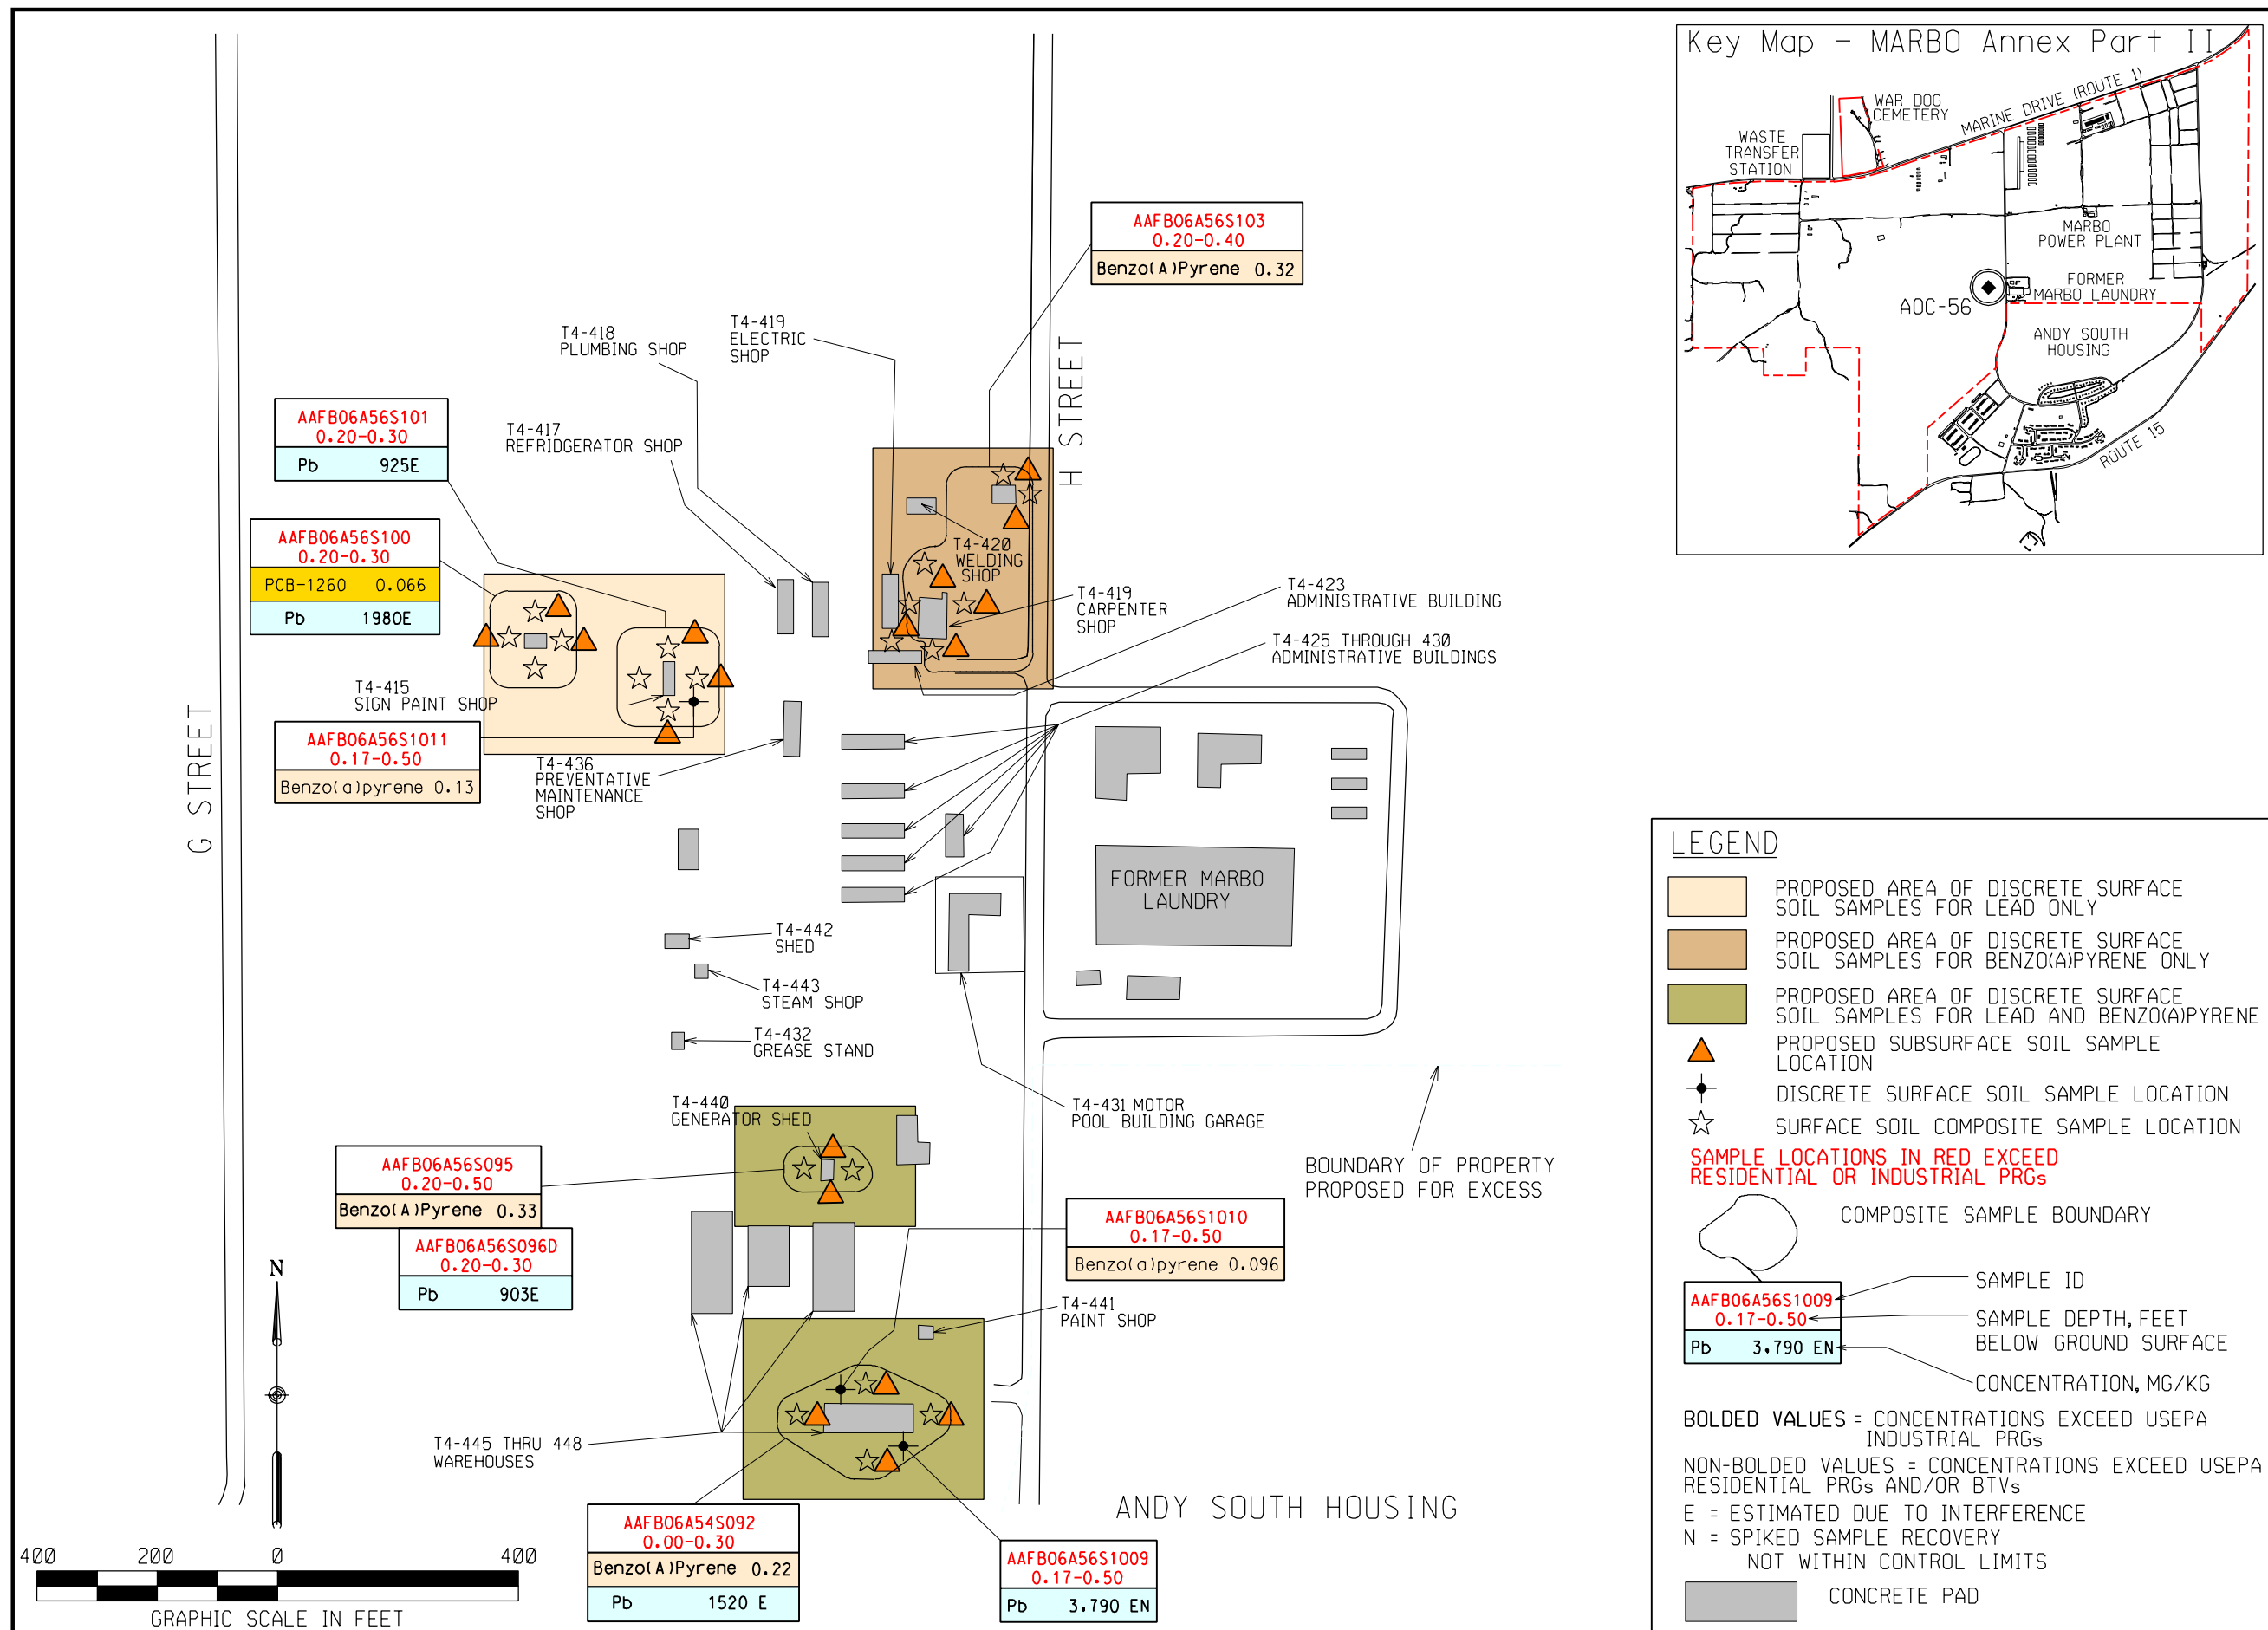 Key Map - MARBO Annex Part II
WAR DOG
CEMETERY
MARINE DRIVE (ROUTE 1)
WASTE
TRANSFER
STATION
MARBO
POWER PLANT
FORMER
MARBO LAUNDRY
AOC-56
ANDY SOUTH
HOUSING
ROUTE 15
AAFB06A56S103
0.20-0.40
Benzo(A)Pyrene 0.32
T4-419
ELECTRIC
SHOP
T4-418
PLUMBING SHOP
H STREET
AAFB06A56S101
0.20-0.30
Pb 925E
T4-417
REFRIDGERATOR SHOP
AAFB06A56S100
0.20-0.30
PCB-1260 0.066
Pb 1980E
T4-420
WELDING
SHOP
T4-419
CARPENTER
SHOP
T4-423
ADMINISTRATIVE BUILDING
T4-425 THROUGH 430
ADMINISTRATIVE BUILDINGS
T4-415
SIGN PAINT SHOP
G STREET
AAFB06A56S1011
0.17-0.50
Benzo(a)pyrene 0.13
T4-436
PREVENTATIVE
MAINTENANCE
SHOP
FORMER MARBO
LAUNDRY
T4-442
SHED
T4-443
STEAM SHOP
T4-432
GREASE STAND
T4-440
GENERATOR SHED
T4-431 MOTOR
POOL BUILDING GARAGE
BOUNDARY OF PROPERTY
PROPOSED FOR EXCESS
AAFB06A56S095
0.20-0.50
Benzo(A)Pyrene 0.33
AAFB06A56S096D
0.20-0.30
Pb 903E
AAFB06A56S1010
0.17-0.50
Benzo(a)pyrene 0.096
T4-441
PAINT SHOP
N
T4-445 THRU 448
WAREHOUSES
ANDY SOUTH HOUSING
AAFB06A54S092
0.00-0.30
Benzo(A)Pyrene 0.22
Pb 1520 E
AAFB06A56S1009
0.17-0.50
Pb 3,790 EN
400 200 0 400
GRAPHIC SCALE IN FEET
LEGEND
PROPOSED AREA OF DISCRETE SURFACE
SOIL SAMPLES FOR LEAD ONLY
PROPOSED AREA OF DISCRETE SURFACE
SOIL SAMPLES FOR BENZO(A)PYRENE ONLY
PROPOSED AREA OF DISCRETE SURFACE
SOIL SAMPLES FOR LEAD AND BENZO(A)PYRENE
PROPOSED SUBSURFACE SOIL SAMPLE
LOCATION
DISCRETE SURFACE SOIL SAMPLE LOCATION
SURFACE SOIL COMPOSITE SAMPLE LOCATION
SAMPLE LOCATIONS IN RED EXCEED
RESIDENTIAL OR INDUSTRIAL PRGs
COMPOSITE SAMPLE BOUNDARY
SAMPLE ID
AAFB06A56S1009
0.17-0.50
Pb 3,790 EN
SAMPLE DEPTH, FEET
BELOW GROUND SURFACE
CONCENTRATION, MG/KG
BOLDED VALUES = CONCENTRATIONS EXCEED USEPA
INDUSTRIAL PRGs
NON-BOLDED VALUES = CONCENTRATIONS EXCEED USEPA
RESIDENTIAL PRGs AND/OR BTVs
E = ESTIMATED DUE TO INTERFERENCE
N = SPIKED SAMPLE RECOVERY
NOT WITHIN CONTROL LIMITS
CONCRETE PAD